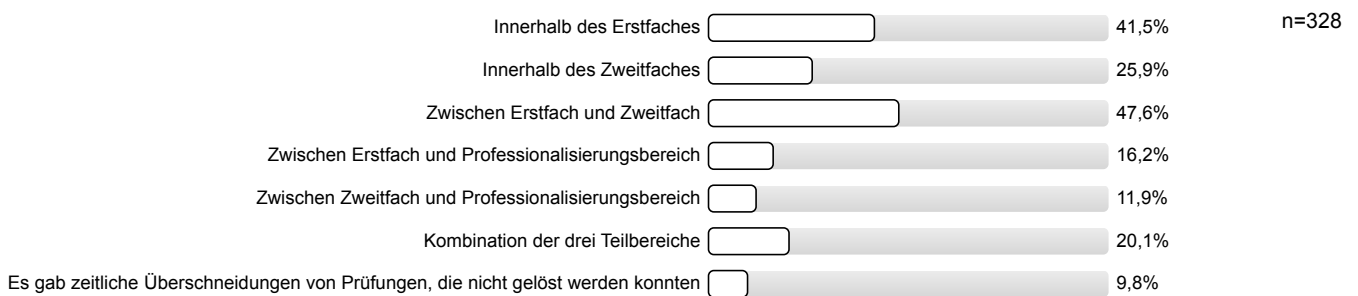 Innerhalb des Erstfaches 41,5% n=328
Innerhalb des Zweitfaches 25,9%
Zwischen Erstfach und Zweitfach 47,6%
Zwischen Erstfach und Professionalisierungsbereich 16,2%
Zwischen Zweitfach und Professionalisierungsbereich 11,9%
Kombination der drei Teilbereiche 20,1%
Es gab zeitliche Überschneidungen von Prüfungen, die nicht gelöst werden konnten 9,8%